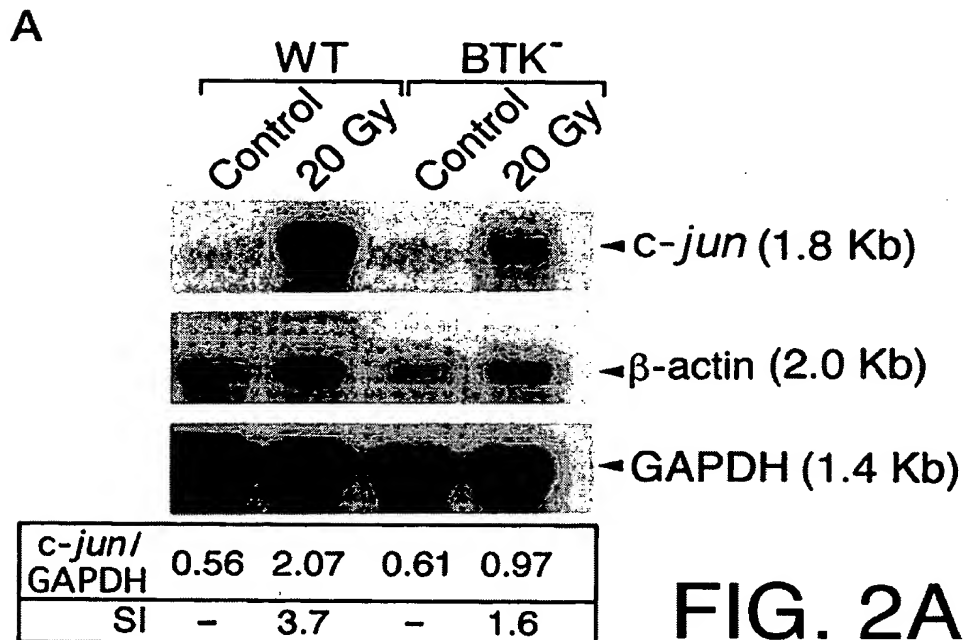 A
WT BTK⁻
Control 20 Gy Control 20 Gy
c-jun (1.8 Kb)
β-actin (2.0 Kb)
GAPDH (1.4 Kb)
c-jun/
GAPDH 0.56 2.07 0.61 0.97
SI – 3.7 – 1.6
FIG. 2A